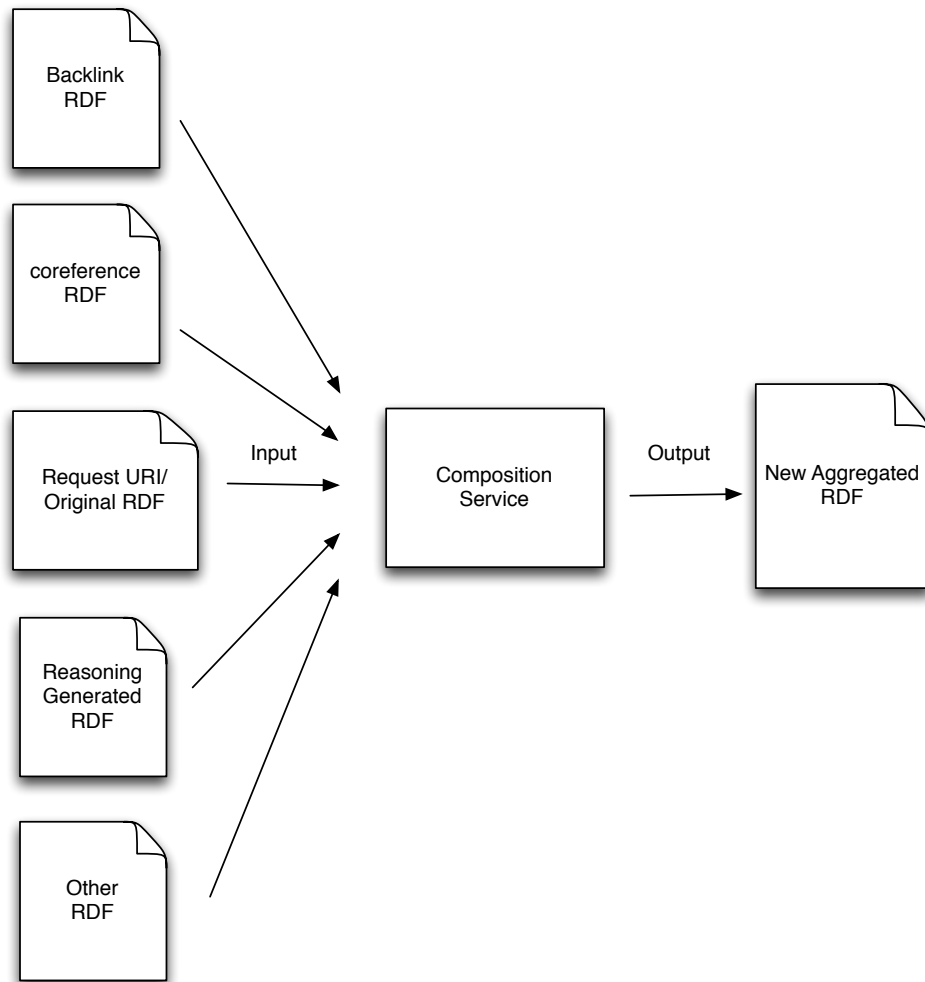 Backlink
RDF
coreference
RDF
Request URI/
Original RDF
Input
Composition
Service
Output
New Aggregated
RDF
Reasoning
Generated
RDF
Other
RDF